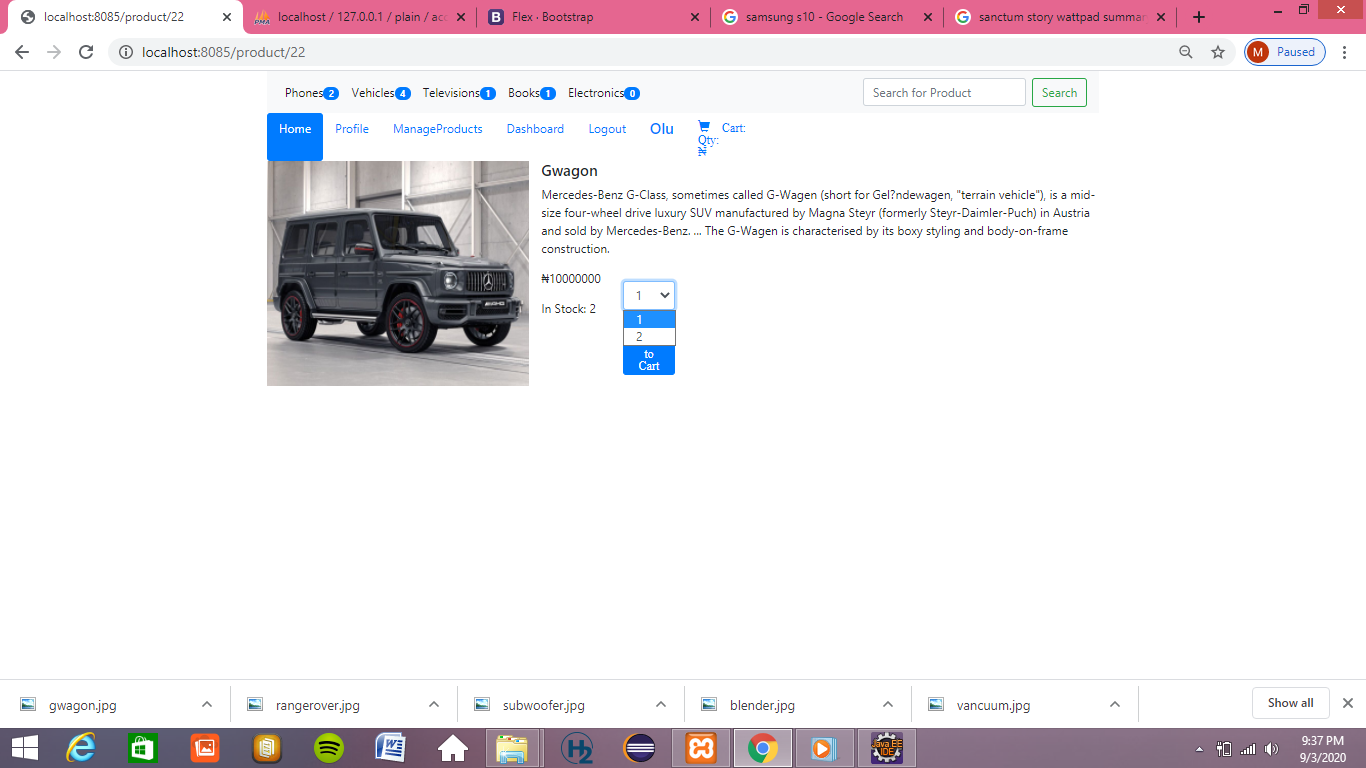 localhost:8085/product/22
localhost / 127.0.0.1 / plain / acc
Flex · Bootstrap
samsung s10 - Google Search
sanctum story wattpad summar
localhost:8085/product/22
M Paused
Phones 2 Vehicles 4 Televisions 1 Books 1 Electronics 0
Search for Product Search
Home Profile ManageProducts Dashboard Logout Olu Cart:
Qty:
₦
Gwagon
Mercedes-Benz G-Class, sometimes called G-Wagen (short for Gel?ndewagen, "terrain vehicle"), is a mid-
size four-wheel drive luxury SUV manufactured by Magna Steyr (formerly Steyr-Daimler-Puch) in Austria
and sold by Mercedes-Benz. ... The G-Wagen is characterised by its boxy styling and body-on-frame
construction.
₦10000000
In Stock: 2
1
1
2
to
Cart
gwagon.jpg
rangerover.jpg
subwoofer.jpg
blender.jpg
vancuum.jpg
Show all
H2
Java EE
IDE
9:37 PM
9/3/2020